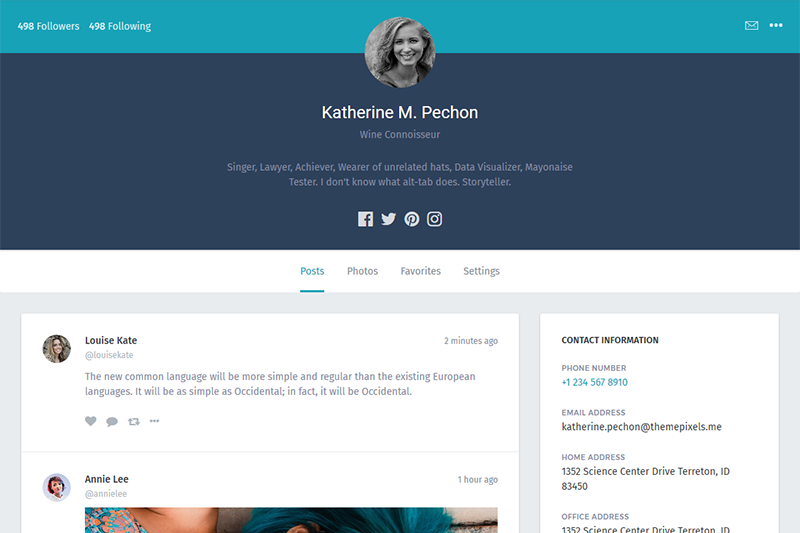 498 Followers 498 Following
Katherine M. Pechon
Wine Connoisseur
Singer, Lawyer, Achiever, Wearer of unrelated hats, Data Visualizer, Mayonaise
Tester. I don't know what alt-tab does. Storyteller.
Posts Photos Favorites Settings
Louise Kate 2 minutes ago
@louisekate
The new common language will be more simple and regular than the existing European
languages. It will be as simple as Occidental; in fact, it will be Occidental.
Annie Lee 1 hour ago
@annielee
CONTACT INFORMATION
PHONE NUMBER
+1 234 567 8910
EMAIL ADDRESS
katherine.pechon@themepixels.me
HOME ADDRESS
1352 Science Center Drive Terreton, ID
83450
OFFICE ADDRESS
1352 Science Center Drive Terreton, ID